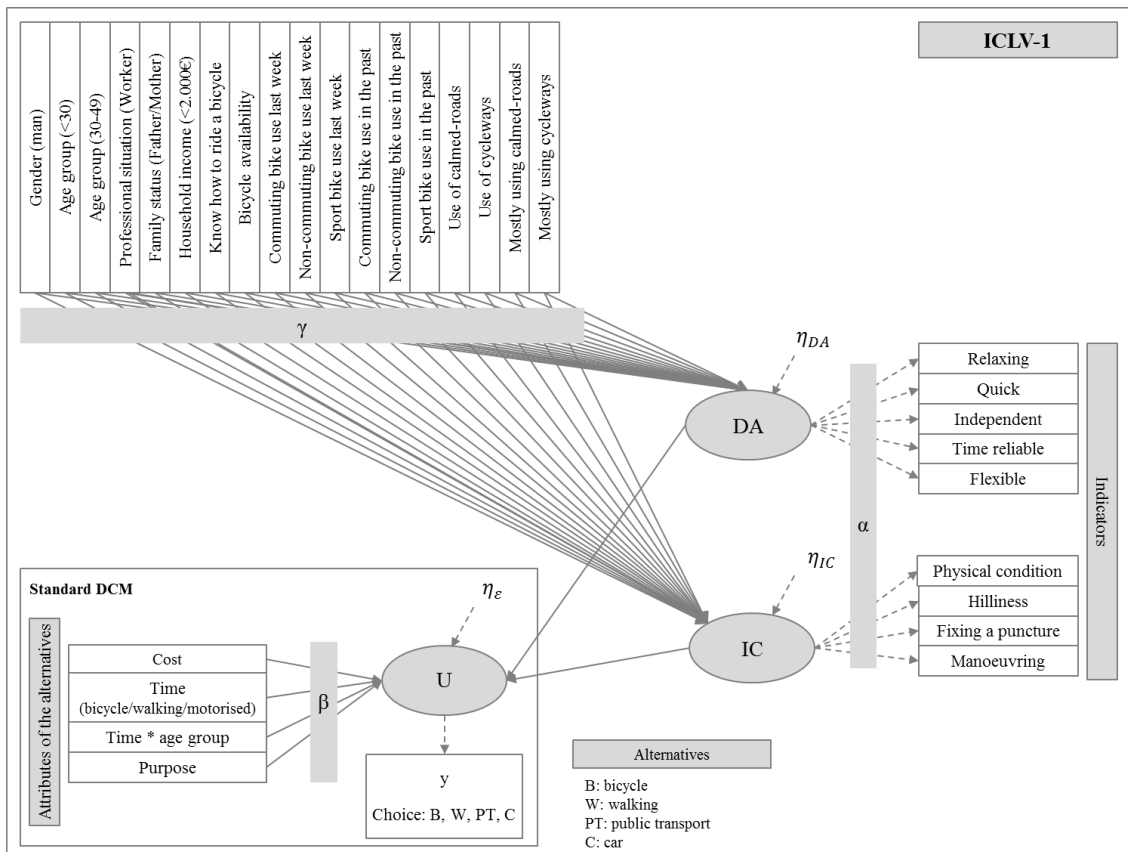 Gender (man)
Age group (<30)
Age group (30-49)
Professional situation (Worker)
Family status (Father/Mother)
Household income (<2.000€)
Know how to ride a bicycle
Bicycle availability
Commuting bike use last week
Non-commuting bike use last week
Sport bike use last week
Commuting bike use in the past
Non-commuting bike use in the past
Sport bike use in the past
Use of calmed-roads
Use of cycleways
Mostly using calmed-roads
Mostly using cycleways
ICLV-1
γ
η_DA
DA
α
Relaxing
Quick
Independent
Time reliable
Flexible
Indicators
η_IC
IC
Physical condition
Hilliness
Fixing a puncture
Manoeuvring
Standard DCM
Attributes of the alternatives
Cost
Time
(bicycle/walking/motorised)
Time * age group
Purpose
β
η_ε
U
y
Choice: B, W, PT, C
Alternatives
B: bicycle
W: walking
PT: public transport
C: car